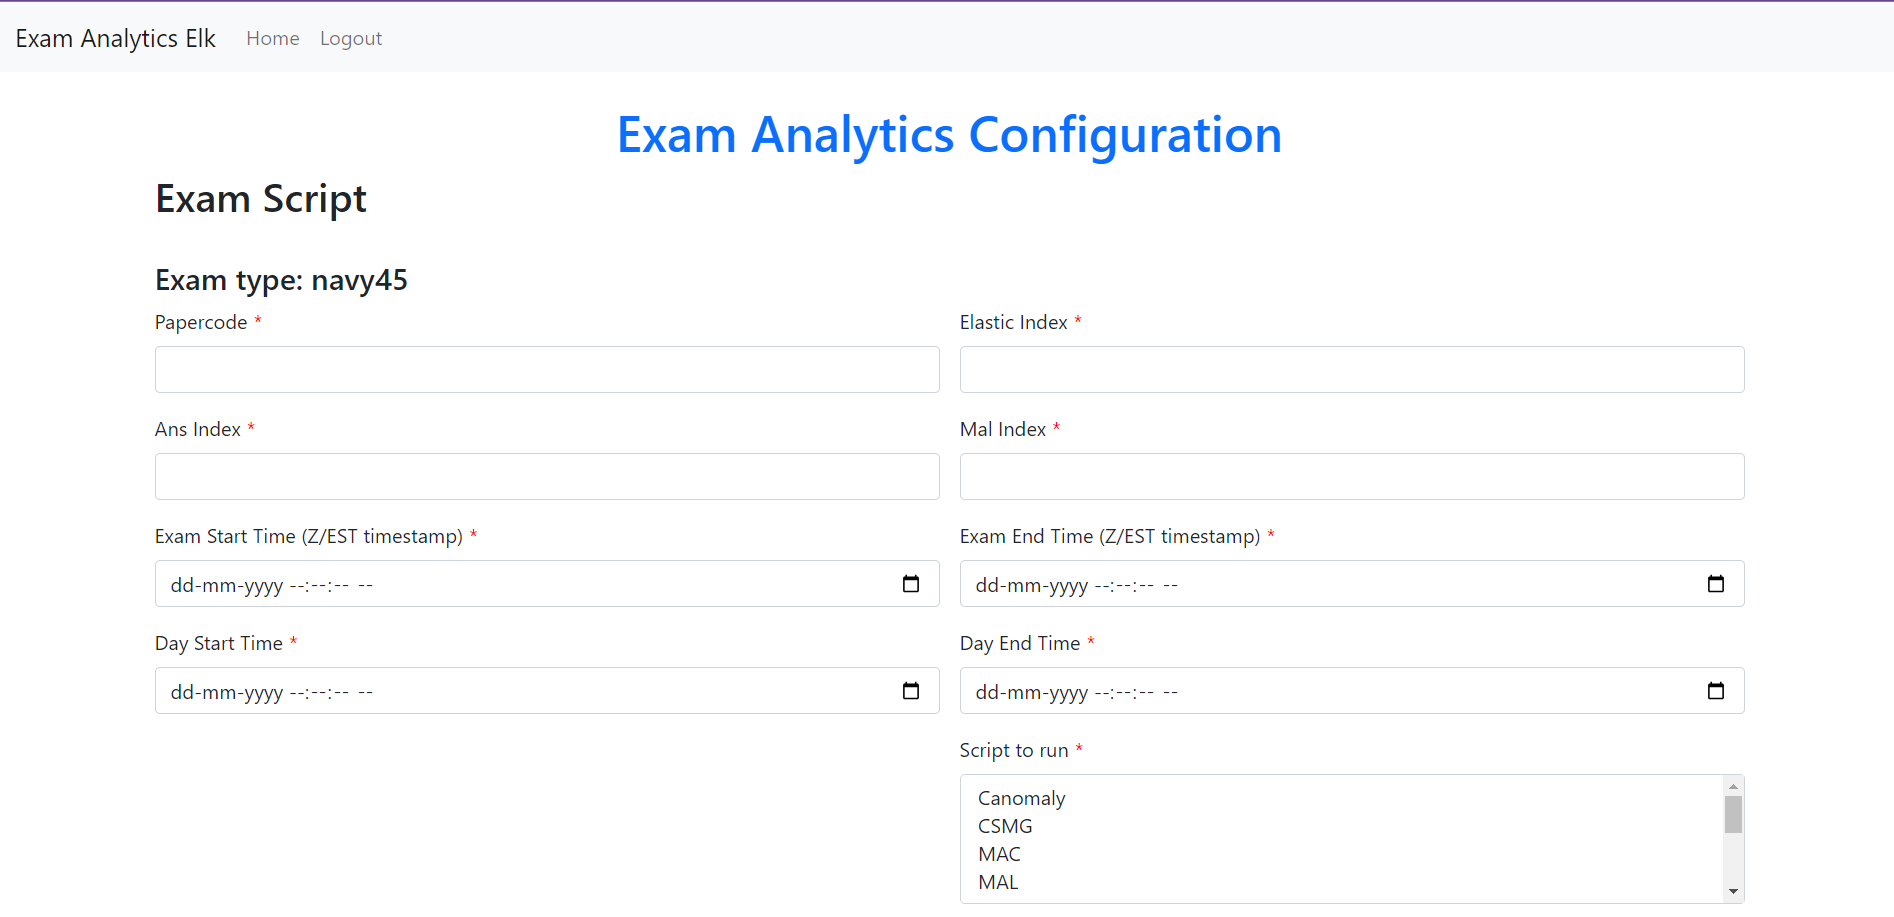 Exam Analytics Elk Home Logout
Exam Analytics Configuration
Exam Script
Exam type: navy45
Papercode *
Elastic Index *
Ans Index *
Mal Index *
Exam Start Time (Z/EST timestamp) *
Exam End Time (Z/EST timestamp) *
dd-mm-yyyy --:--:-- --
dd-mm-yyyy --:--:-- --
Day Start Time *
Day End Time *
dd-mm-yyyy --:--:-- --
dd-mm-yyyy --:--:-- --
Script to run *
Canomaly
CSMG
MAC
MAL